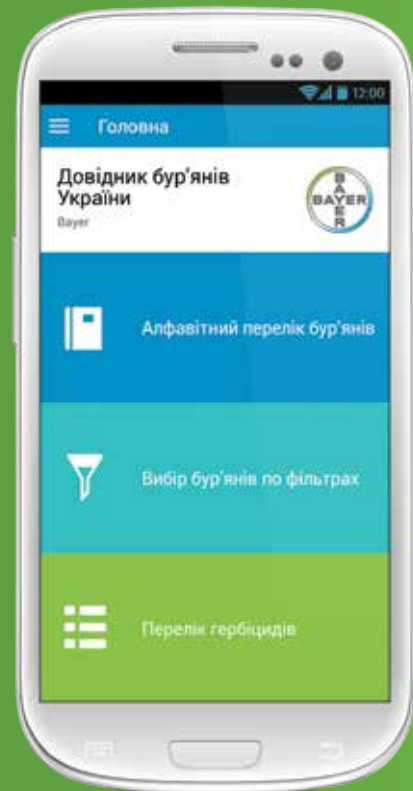 12:00
Головна
Довідник бур'янів
України
Bayer
BAYER
BAYER
Алфавітний перелік бур'янів
Вибір бур'янів по фільтрах
Перелік гербіцидів